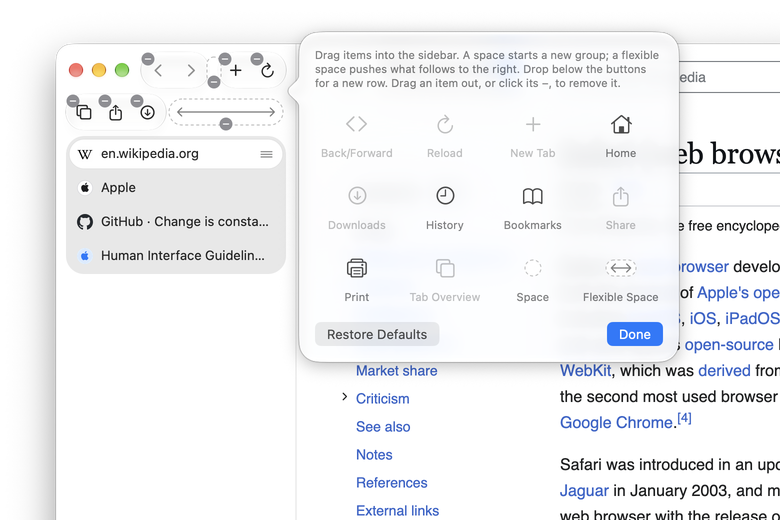 Drag items into the sidebar. A space starts a new group; a flexible
space pushes what follows to the right. Drop below the buttons
for a new row. Drag an item out, or click its −, to remove it.
Back/Forward
Reload
New Tab
Home
Downloads
History
Bookmarks
Share
Print
Tab Overview
Space
Flexible Space
Restore Defaults
Done
W en.wikipedia.org
Apple
GitHub · Change is consta...
Human Interface Guidelin...
Market share
Criticism
See also
Notes
References
External links
edia
eb brows
e free encyclope
browser develo
of Apple's ope
S, iOS, iPadOS
s open-source
WebKit, which was derived from
the second most used browser
Google Chrome.[4]
Safari was introduced in an upd
Jaguar in January 2003, and m
web browser with the release o